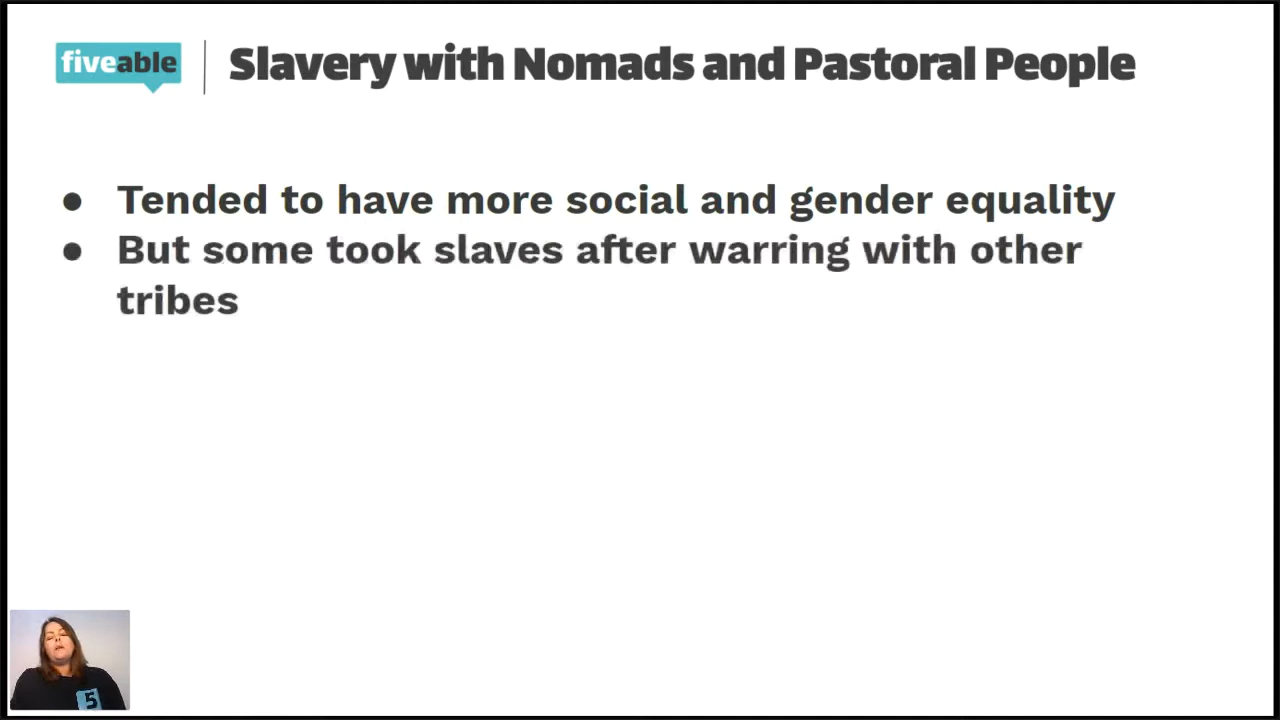 fiveable
Slavery with Nomads and Pastoral People
● Tended to have more social and gender equality
● But some took slaves after warring with other
tribes
5